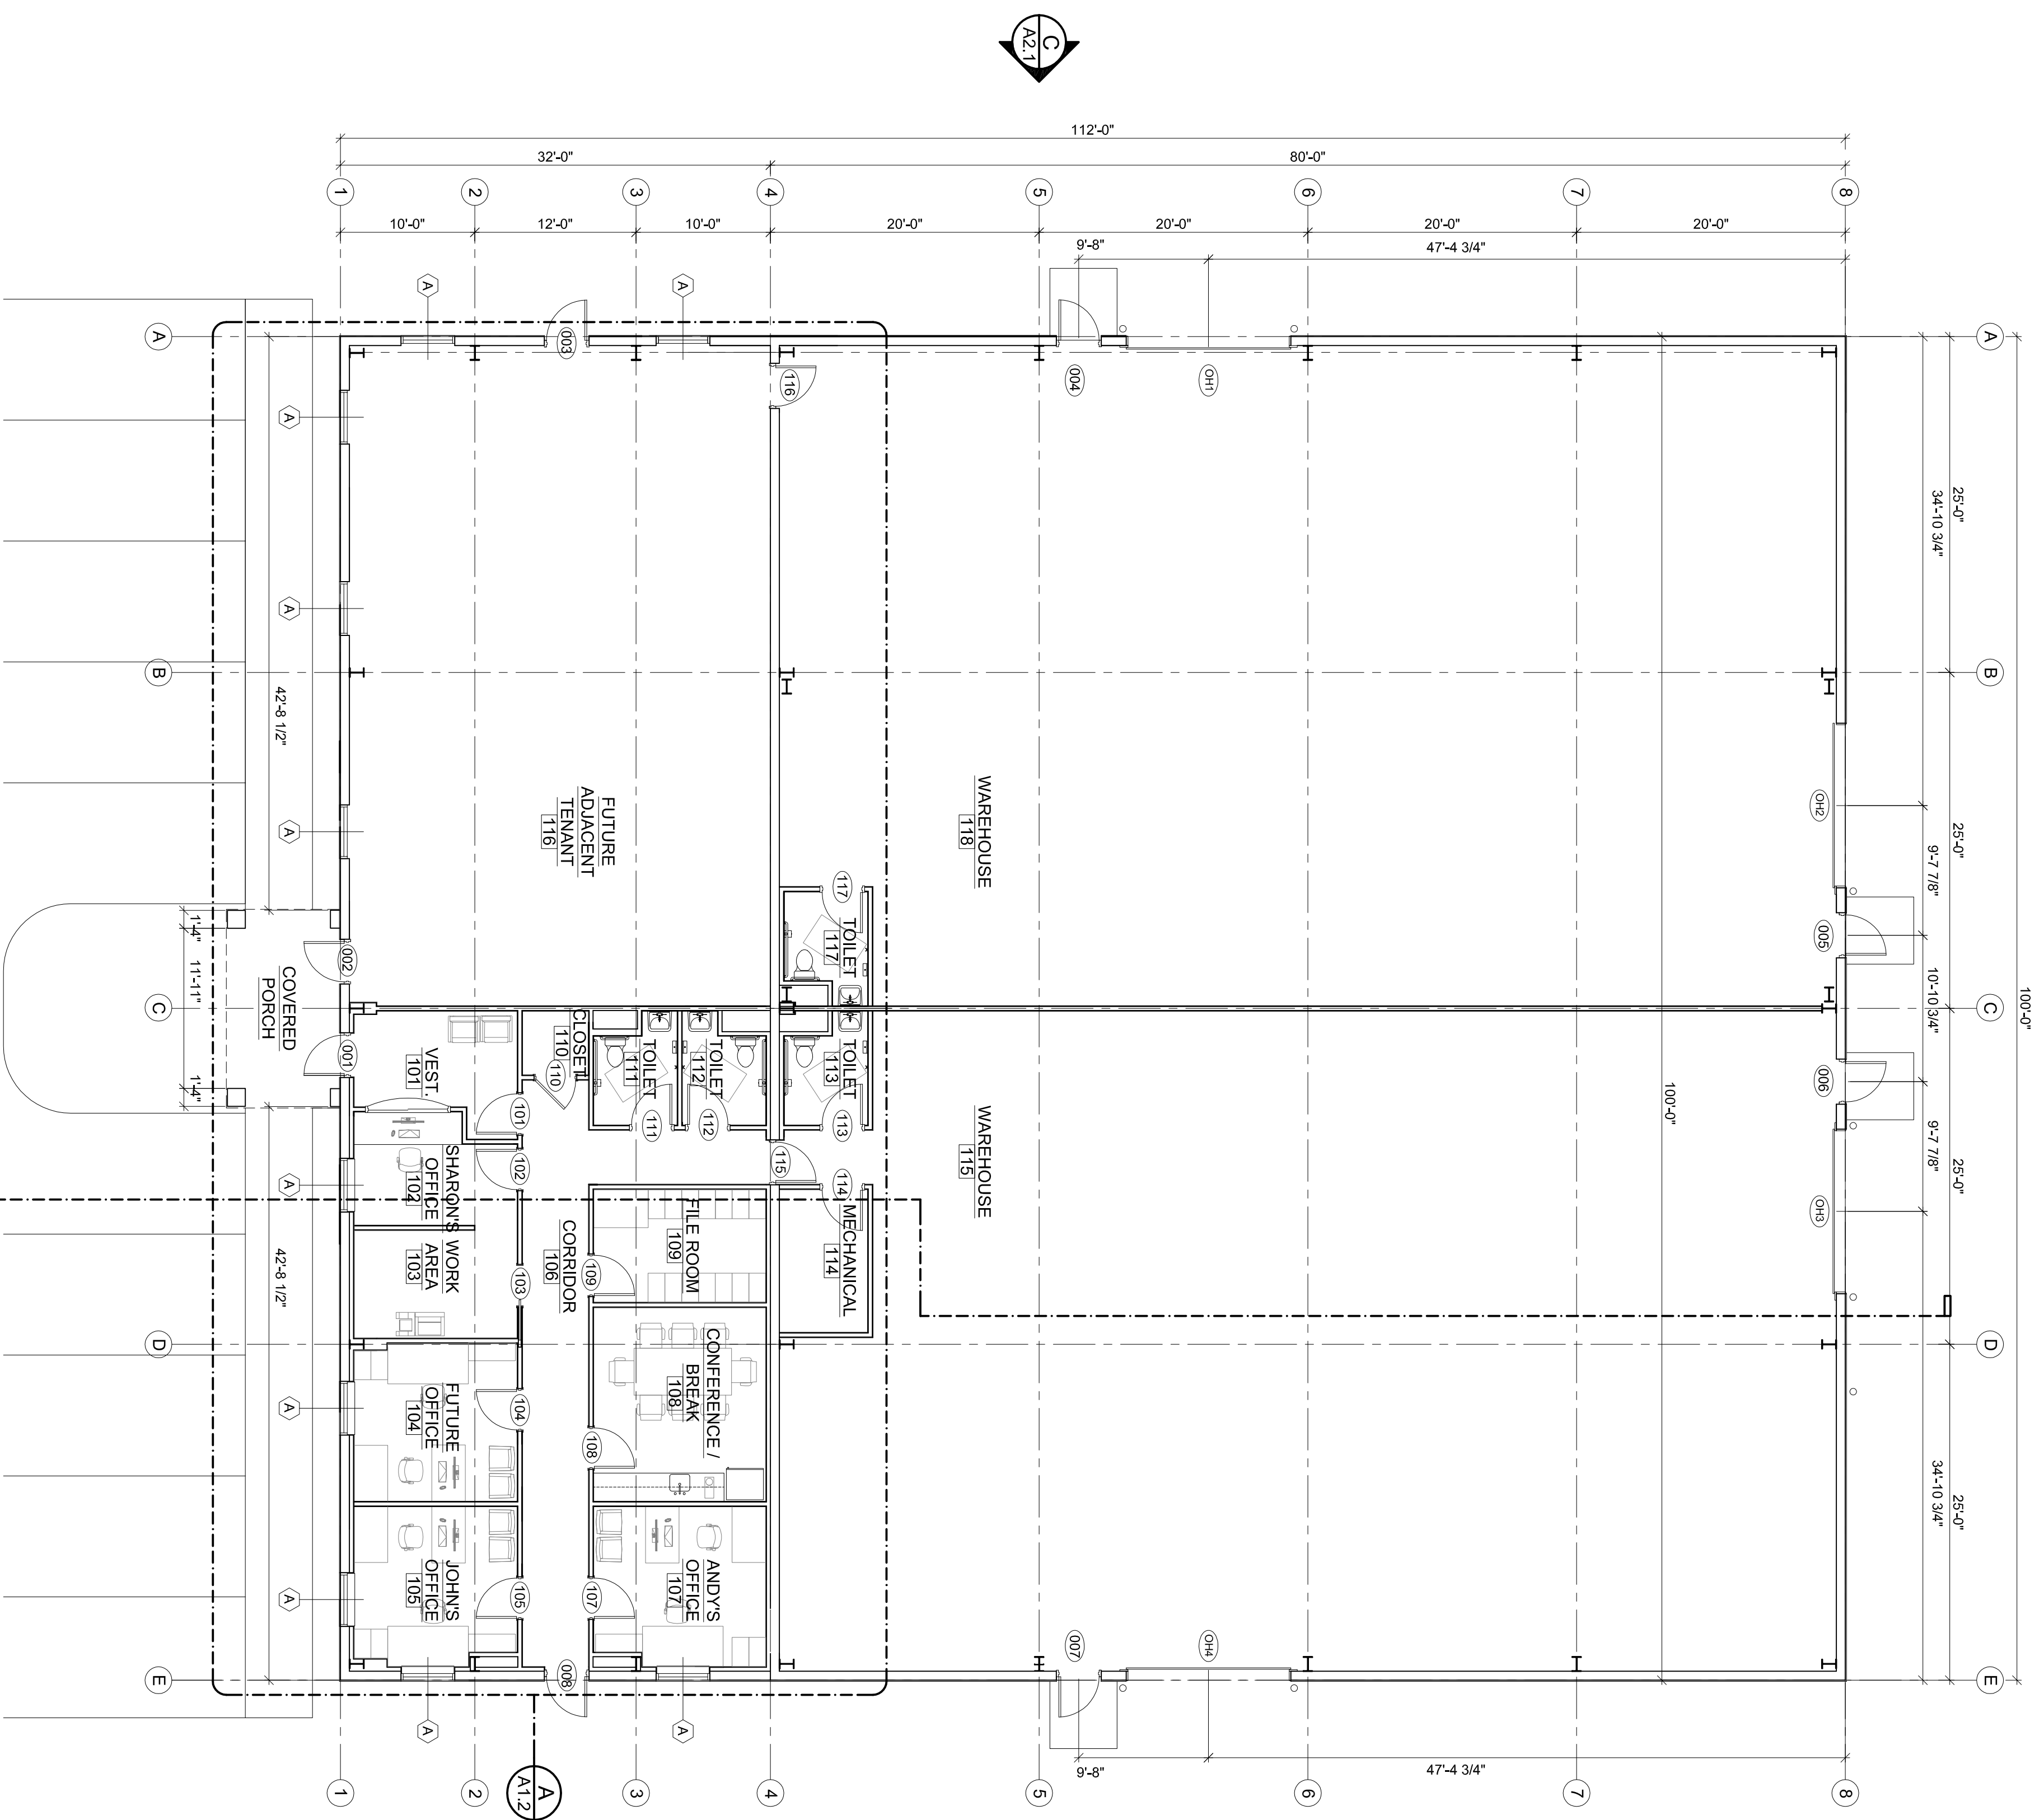 C
A2.1
112'-0"
32'-0"
80'-0"
1
2
3
4
5
6
7
8
10'-0"
12'-0"
10'-0"
20'-0"
20'-0"
20'-0"
20'-0"
9'-8"
47'-4 3/4"
A
A
A
A
003
004
OH1
116
A
25'-0"
34'-10 3/4"
A
B
B
42'-8 1/2"
OH2
A
25'-0"
9'-7 7/8"
FUTURE
ADJACENT
TENANT
116
WAREHOUSE
118
117
TOILET
117
005
1'-4"
11'-11"
1'-4"
002
COVERED
PORCH
C
C
10'-10 3/4"
100'-0"
001
VEST.
101
CLOSET
110
110
TOILET
111
TOILET
112
TOILET
113
006
100'-0"
101
111
112
113
WAREHOUSE
115
9'-7 7/8"
25'-0"
102
115
114
A
SHARON'S
OFFICE
102
WORK
AREA
103
CORRIDOR
106
FILE ROOM
109
MECHANICAL
114
OH3
42'-8 1/2"
103
109
D
D
CONFERENCE /
BREAK
108
A
FUTURE
OFFICE
104
104
108
34'-10 3/4"
25'-0"
A
JOHN'S
OFFICE
105
105
107
ANDY'S
OFFICE
107
007
OH4
008
E
E
A
A
A
A1.2
9'-8"
47'-4 3/4"
1
2
3
4
5
6
7
8